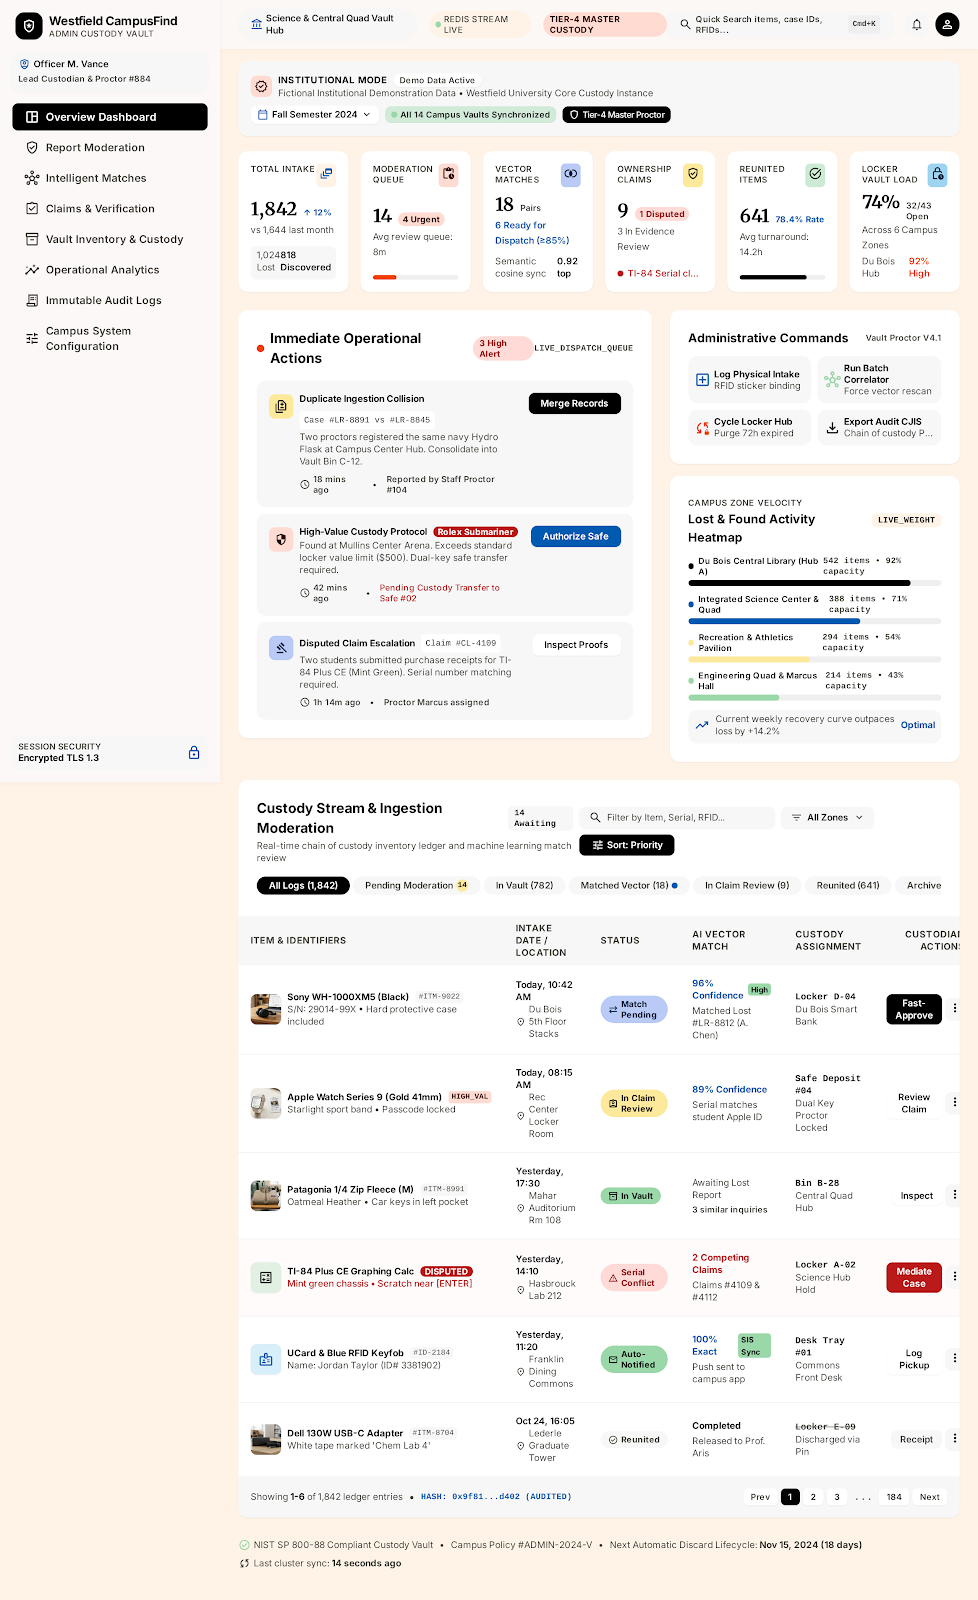 Westfield CampusFind
ADMIN CUSTODY VAULT
Officer M. Vance
Lead Custodian & Proctor #884
Overview Dashboard
Report Moderation
Intelligent Matches
Claims & Verification
Vault Inventory & Custody
Operational Analytics
Immutable Audit Logs
Campus System
Configuration
SESSION SECURITY
Encrypted TLS 1.3
Science & Central Quad Vault
Hub
REDIS STREAM
LIVE
TIER-4 MASTER
CUSTODY
Quick Search items, case IDs,
RFIDs...
Cmd+K
INSTITUTIONAL MODE Demo Data Active
Fictional Institutional Demonstration Data • Westfield University Core Custody Instance
Fall Semester 2024
All 14 Campus Vaults Synchronized
Tier-4 Master Proctor
TOTAL INTAKE
1,842 ↑ 12%
vs 1,644 last month
1,024 818
Lost Discovered
MODERATION
QUEUE
14 4 Urgent
Avg review queue:
8m
VECTOR
MATCHES
18 Pairs
6 Ready for
Dispatch (≥85%)
Semantic 0.92
cosine sync top
OWNERSHIP
CLAIMS
9 1 Disputed
3 In Evidence
Review
TI-84 Serial cl...
REUNITED
ITEMS
641 78.4% Rate
Avg turnaround:
14.2h
LOCKER
VAULT LOAD
74% 32/43
Open
Across 6 Campus
Zones
Du Bois 92%
Hub High
Immediate Operational
Actions
3 High
Alert
LIVE_DISPATCH_QUEUE
Duplicate Ingestion Collision
Case #LR-8891 vs #LR-8845
Two proctors registered the same navy Hydro
Flask at Campus Center Hub. Consolidate into
Vault Bin C-12.
18 mins
ago
• Reported by Staff Proctor
#104
Merge Records
High-Value Custody Protocol Rolex Submariner
Found at Mullins Center Arena. Exceeds standard
locker value limit ($500). Dual-key safe transfer
required.
42 mins
ago
• Pending Custody Transfer to
Safe #02
Authorize Safe
Disputed Claim Escalation Claim #CL-4109
Two students submitted purchase receipts for TI-
84 Plus CE (Mint Green). Serial number matching
required.
1h 14m ago • Proctor Marcus assigned
Inspect Proofs
Administrative Commands Vault Proctor V4.1
Log Physical Intake
RFID sticker binding
Run Batch
Correlator
Force vector rescan
Cycle Locker Hub
Purge 72h expired
Export Audit CJIS
Chain of custody P...
CAMPUS ZONE VELOCITY
Lost & Found Activity
Heatmap
LIVE_WEIGHT
Du Bois Central Library (Hub
A)
542 items • 92%
capacity
Integrated Science Center &
Quad
388 items • 71%
capacity
Recreation & Athletics
Pavilion
294 items • 54%
capacity
Engineering Quad & Marcus
Hall
214 items • 43%
capacity
Current weekly recovery curve outpaces
loss by +14.2%
Optimal
Custody Stream & Ingestion
Moderation
14
Awaiting
Real-time chain of custody inventory ledger and machine learning match
review
Filter by Item, Serial, RFID...
All Zones
Sort: Priority
All Logs (1,842)
Pending Moderation 14
In Vault (782)
Matched Vector (18)
In Claim Review (9)
Reunited (641)
Archive
ITEM & IDENTIFIERS
INTAKE
DATE /
LOCATION
STATUS
AI VECTOR
MATCH
CUSTODY
ASSIGNMENT
CUSTODIAN
ACTIONS
Sony WH-1000XM5 (Black) #ITM-9022
S/N: 29014-99X • Hard protective case
included
Today, 10:42
AM
Du Bois
5th Floor
Stacks
Match
Pending
96%
Confidence
High
Matched Lost
#LR-8812 (A.
Chen)
Locker D-04
Du Bois Smart
Bank
Fast-
Approve
Apple Watch Series 9 (Gold 41mm) HIGH_VAL
Starlight sport band • Passcode locked
Today, 08:15
AM
Rec
Center
Locker
Room
In Claim
Review
89% Confidence
Serial matches
student Apple ID
Safe Deposit
#04
Dual Key
Proctor
Locked
Review
Claim
Patagonia 1/4 Zip Fleece (M) #ITM-8991
Oatmeal Heather • Car keys in left pocket
Yesterday,
17:30
Mahar
Auditorium
Rm 108
In Vault
Awaiting Lost
Report
3 similar inquiries
Bin B-28
Central Quad
Hub
Inspect
TI-84 Plus CE Graphing Calc DISPUTED
Mint green chassis • Scratch near [ENTER]
Yesterday,
14:10
Hasbrouck
Lab 212
Serial
Conflict
2 Competing
Claims
Claims #4109 &
#4112
Locker A-02
Science Hub
Hold
Mediate
Case
UCard & Blue RFID Keyfob #ID-2184
Name: Jordan Taylor (ID# 3381902)
Yesterday,
11:20
Franklin
Dining
Commons
Auto-
Notified
100%
Exact
SIS
Sync
Push sent to
campus app
Desk Tray
#01
Commons
Front Desk
Log
Pickup
Dell 130W USB-C Adapter #ITM-8704
White tape marked 'Chem Lab 4'
Oct 24, 16:05
Lederle
Graduate
Tower
Reunited
Completed
Released to Prof.
Aris
Locker E-09
Discharged via
Pin
Receipt
Showing 1-6 of 1,842 ledger entries • HASH: 0x9f81...d402 (AUDITED)
Prev 1 2 3 ... 184 Next
NIST SP 800-88 Compliant Custody Vault • Campus Policy #ADMIN-2024-V • Next Automatic Discard Lifecycle: Nov 15, 2024 (18 days)
Last cluster sync: 14 seconds ago